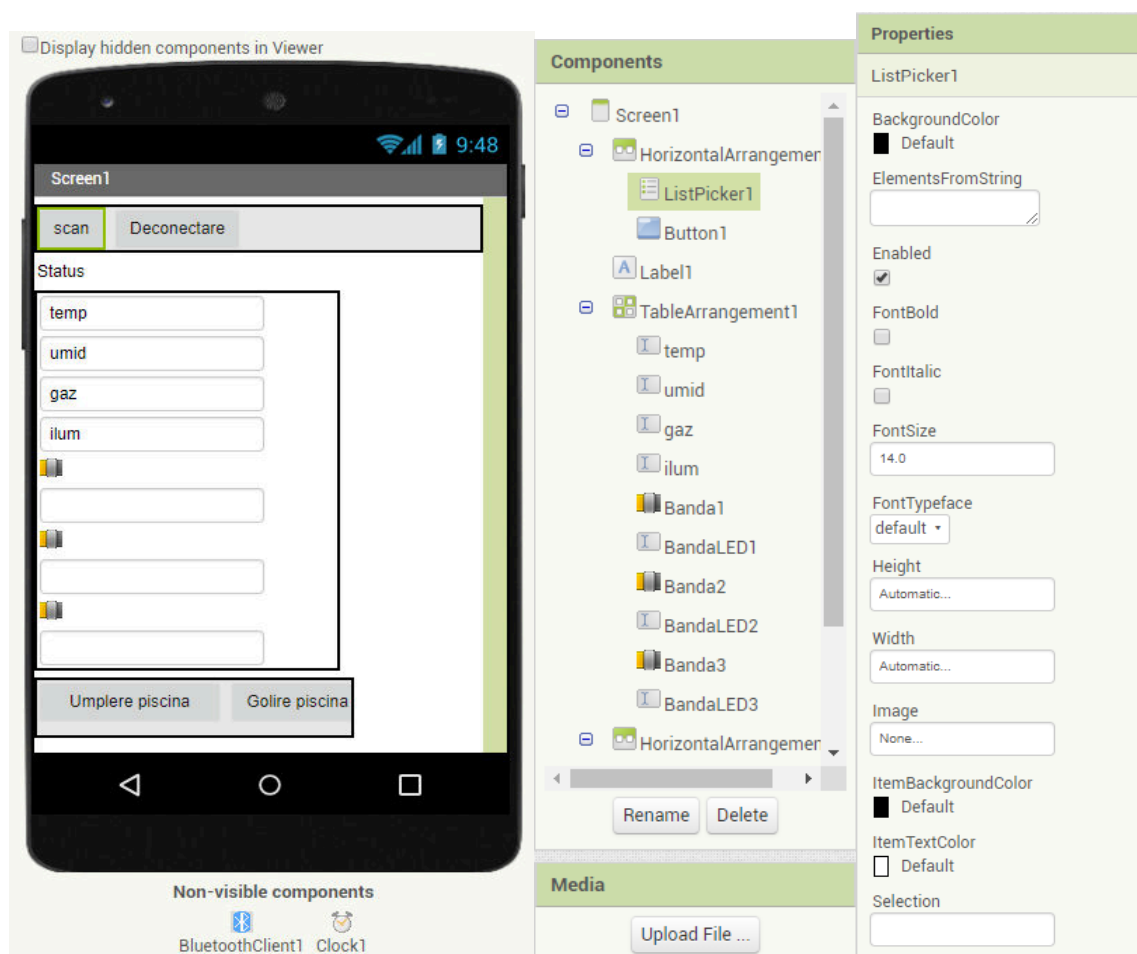 Display hidden components in Viewer
9:48
Screen1
scan Deconectare
Status
temp
umid
gaz
ilum
Umplere piscina Golire piscina
Non-visible components
BluetoothClient1 Clock1
Components
Screen1
HorizontalArrangemen
ListPicker1
Button1
A Label1
TableArrangement1
temp
umid
gaz
ilum
Banda1
BandaLED1
Banda2
BandaLED2
Banda3
BandaLED3
HorizontalArrangemen
Rename Delete
Media
Upload File ...
Properties
ListPicker1
BackgroundColor
Default
ElementsFromString
Enabled
FontBold
FontItalic
FontSize
14.0
FontTypeface
default
Height
Automatic...
Width
Automatic...
Image
None...
ItemBackgroundColor
Default
ItemTextColor
Default
Selection